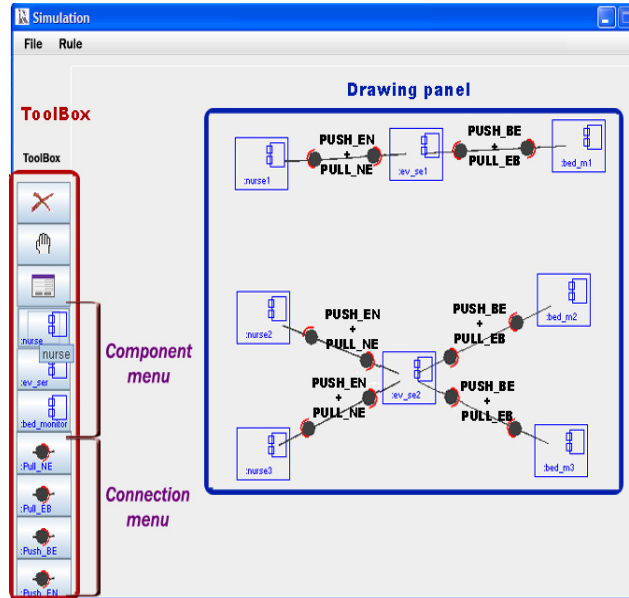 Simulation
File Rule
Drawing panel
ToolBox
ToolBox
PUSH_EN
+
PULL_NE
PUSH_BE
+
PULL_EB
:nurse1
:ev_se1
:bed_m1
:nurse
nurse
:ev_ser
:bed_monitor
Component
menu
:Pull_NE
:Pull_EB
:Push_BE
:Push_EN
Connection
menu
PUSH_EN
+
PULL_NE
PUSH_BE
+
PULL_EB
:nurse2
:bed_m2
:ev_se2
PUSH_EN
+
PULL_NE
PUSH_BE
+
PULL_EB
:nurse3
:bed_m3